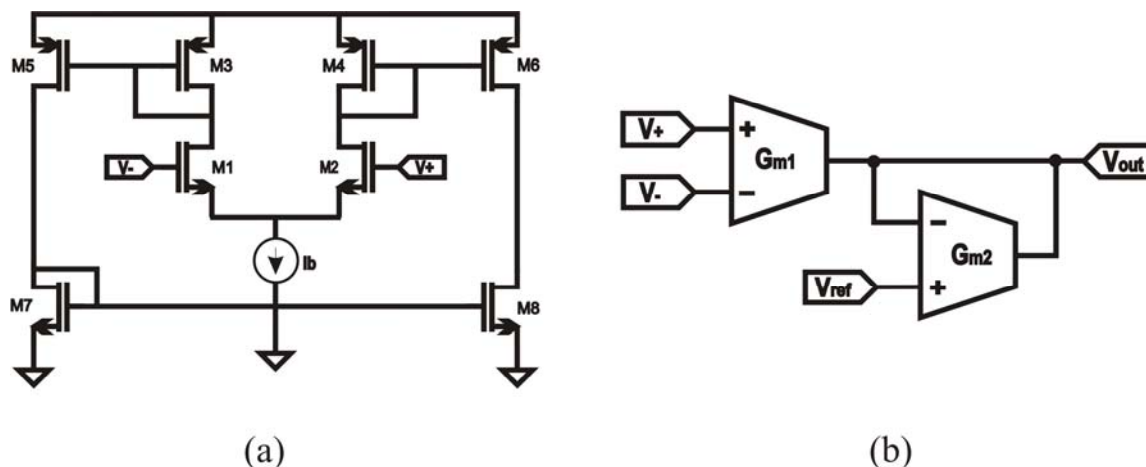 M5
M3
M4
M6
V-
M1
M2
V+
Ib
M7
M8
V+
V-
+
Gm1
−
Vout
−
Gm2
Vref
+
(a)
(b)